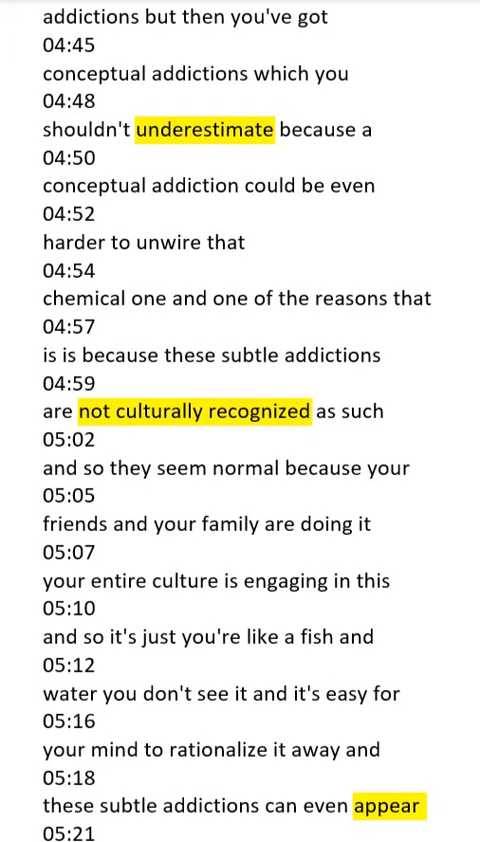 addictions but then you've got
04:45
conceptual addictions which you
04:48
shouldn't underestimate because a
04:50
conceptual addiction could be even
04:52
harder to unwire that
04:54
chemical one and one of the reasons that
04:57
is is because these subtle addictions
04:59
are not culturally recognized as such
05:02
and so they seem normal because your
05:05
friends and your family are doing it
05:07
your entire culture is engaging in this
05:10
and so it's just you're like a fish and
05:12
water you don't see it and it's easy for
05:16
your mind to rationalize it away and
05:18
these subtle addictions can even appear
05:21